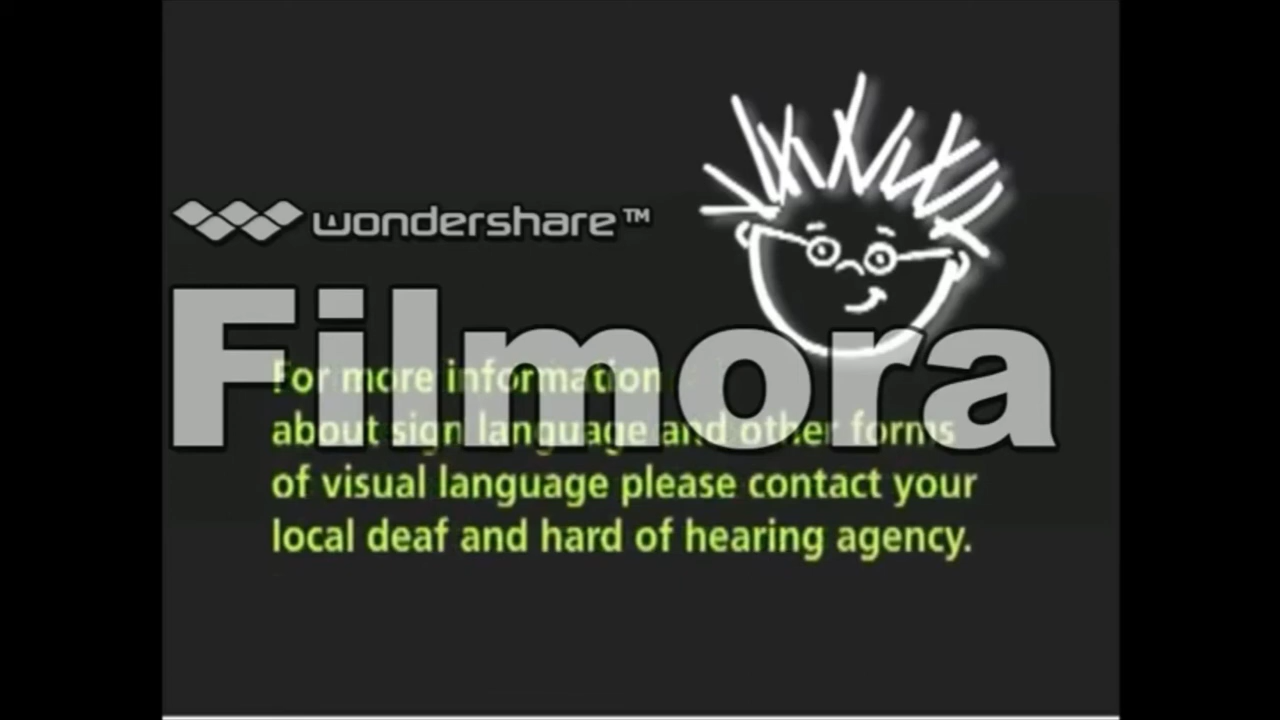 wondershare™
Filmora
For more information
about sign language and other forms
of visual language please contact your
local deaf and hard of hearing agency.